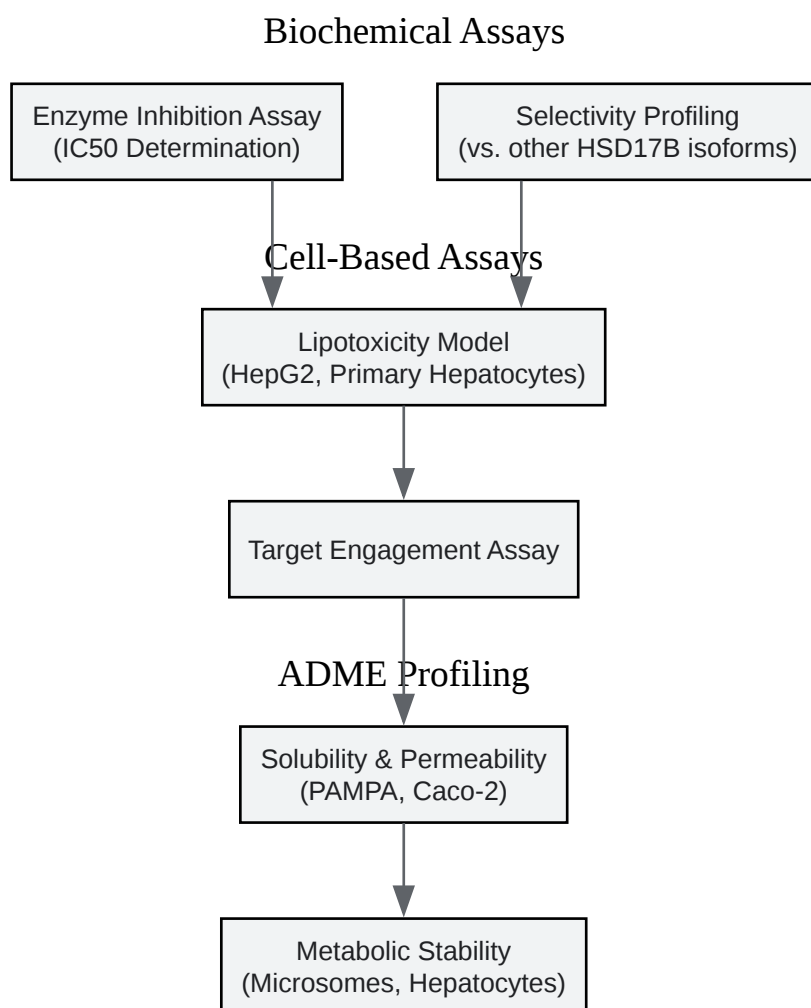 Biochemical Assays
Enzyme Inhibition Assay
(IC50 Determination)
Selectivity Profiling
(vs. other HSD17B isoforms)
Cell-Based Assays
Lipotoxicity Model
(HepG2, Primary Hepatocytes)
Target Engagement Assay
ADME Profiling
Solubility & Permeability
(PAMPA, Caco-2)
Metabolic Stability
(Microsomes, Hepatocytes)